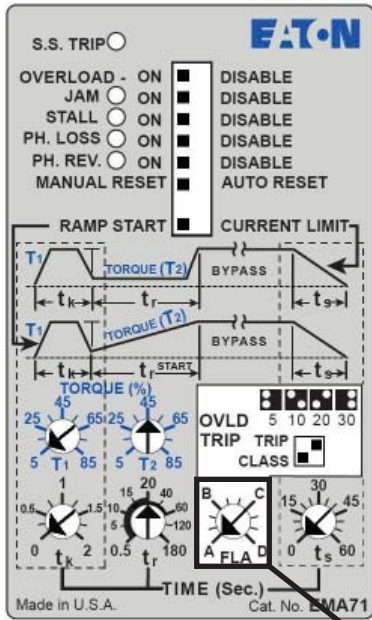 EATON
S.S. TRIP
OVERLOAD - ON DISABLE
JAM ON DISABLE
STALL ON DISABLE
PH. LOSS ON DISABLE
PH. REV. ON DISABLE
MANUAL RESET AUTO RESET
RAMP START CURRENT LIMIT
T1 TORQUE (T2) BYPASS
tk tr ts
T1 TORQUE (T2) BYPASS
tk tr START ts
TORQUE (%)
45 45
25 65 25 65
5 T1 85 5 T2 85
OVLD 5 10 20 30
TRIP TRIP
CLASS
1 20 30
0.5 1.5 10 15 40 60 120 B C 15 45
0 tk 2 0.5 tr 180 A FLA D 0 ts 60
TIME (Sec.)
Made in U.S.A. Cat. No. EMA71